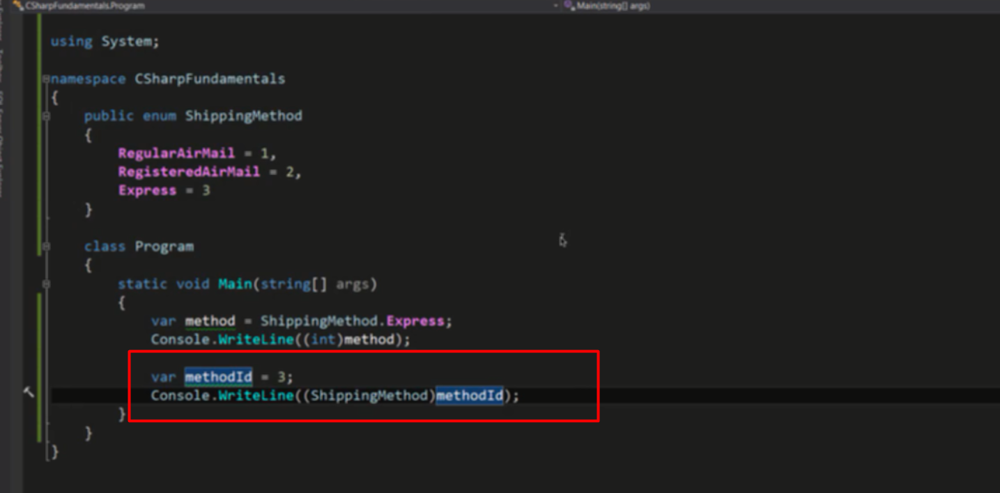 CSharpFundamentals.Program
Main(string[] args)
using System;
namespace CSharpFundamentals
{
public enum ShippingMethod
{
RegularAirMail = 1,
RegisteredAirMail = 2,
Express = 3
}
class Program
{
static void Main(string[] args)
{
var method = ShippingMethod.Express;
Console.WriteLine((int)method);
var methodId = 3;
Console.WriteLine((ShippingMethod)methodId);
}
}
}